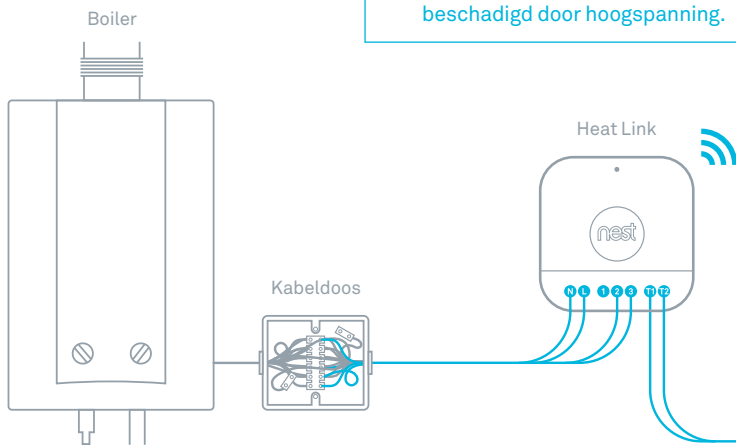 beschadigd door hoogspanning.
Boiler
Heat Link
nest
Kabeldoos
N L 1 2 3 T1 T2